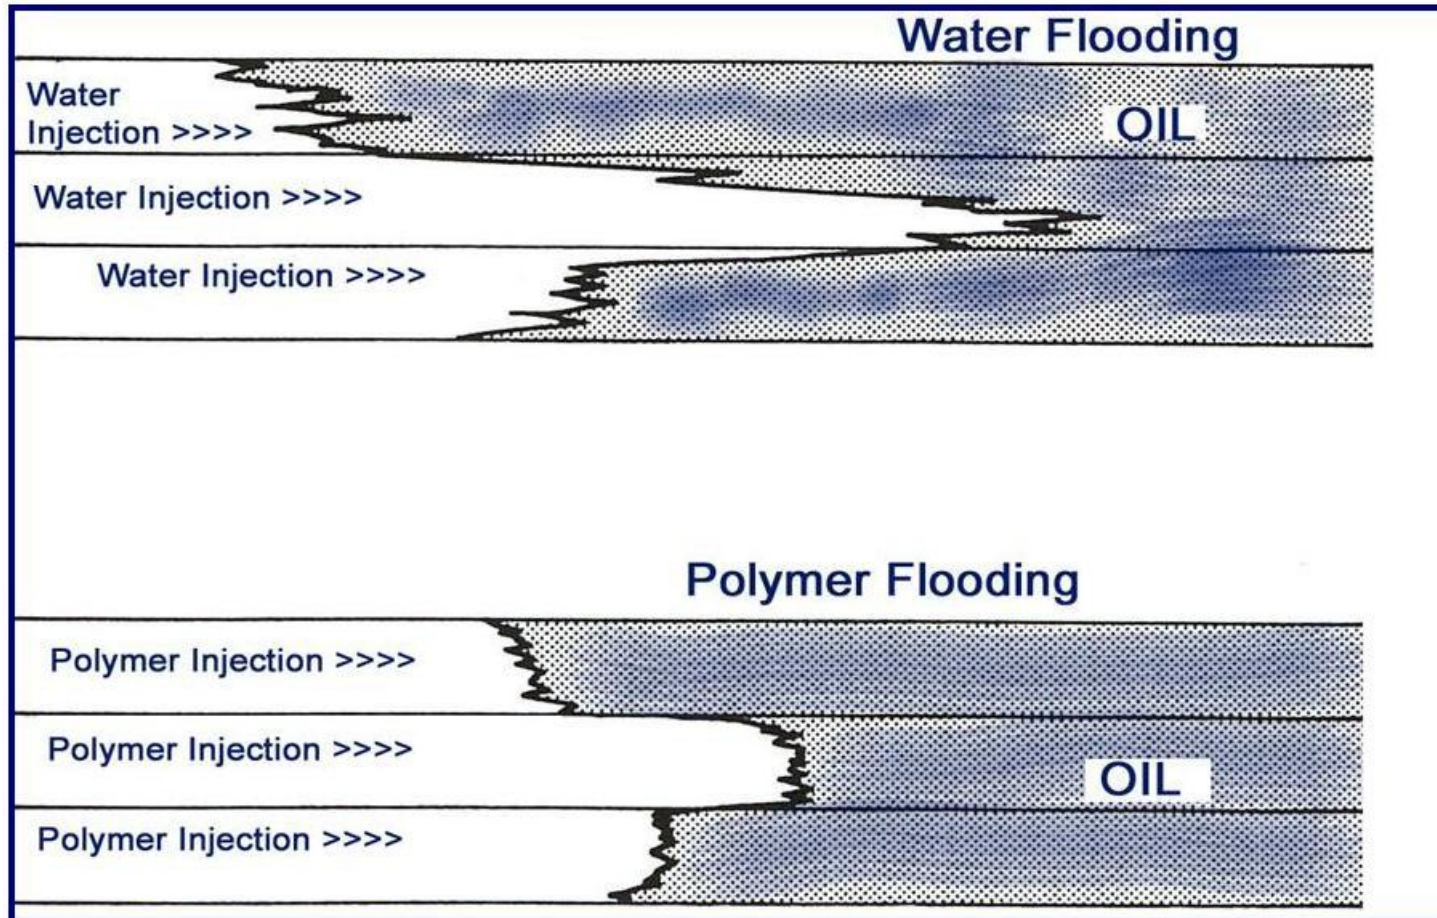 Water Flooding
Water
Injection >>>>
OIL
Water Injection >>>>
Water Injection >>>>
Polymer Flooding
Polymer Injection >>>>
Polymer Injection >>>>
OIL
Polymer Injection >>>>